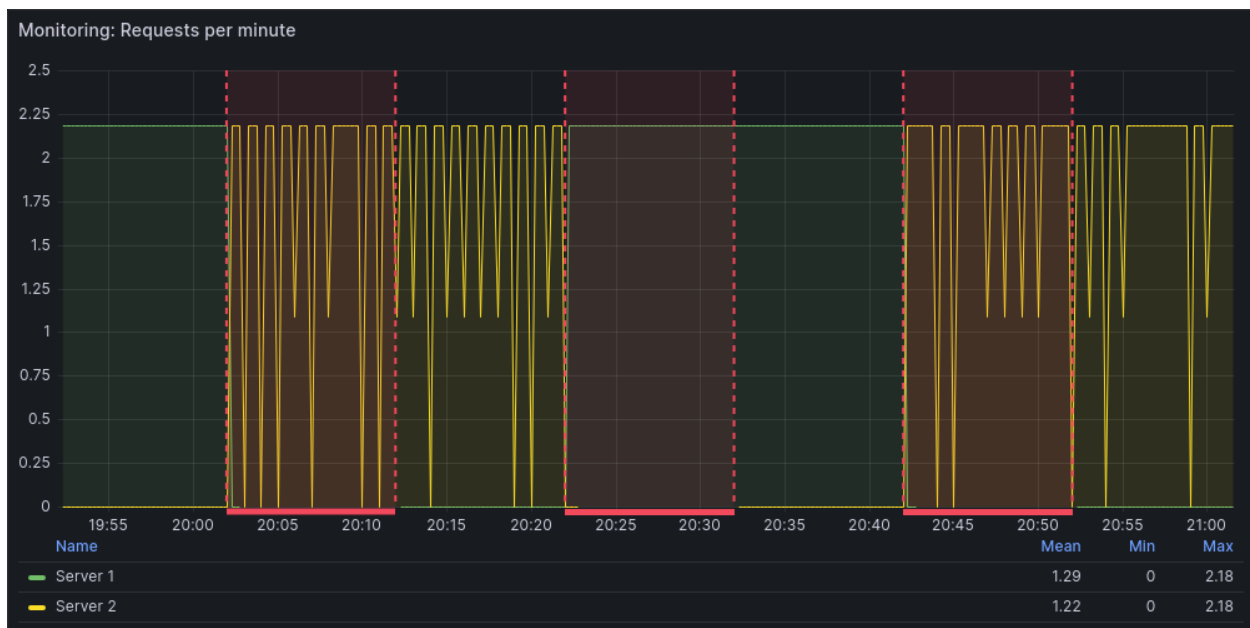 Monitoring: Requests per minute
2.5
2.25
2
1.75
1.5
1.25
1
0.75
0.5
0.25
0
19:55 20:00 20:05 20:10 20:15 20:20 20:25 20:30 20:35 20:40 20:45 20:50 20:55 21:00
Name Mean Min Max
Server 1 1.29 0 2.18
Server 2 1.22 0 2.18